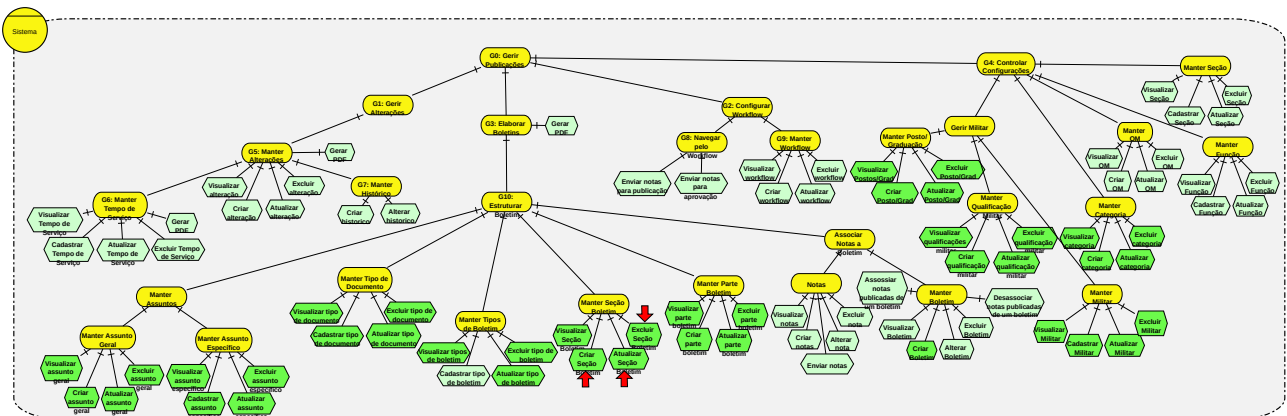 Sistema
G0: Gerir
Publicações
G4: Controlar
Configurações
Manter Seção
Visualizar
Seção
Cadastrar
Seção
Atualizar
Seção
Excluir
Seção
G1: Gerir
Alterações
G3: Elaborar
Boletins
Gerar
PDF
G2: Configurar
Workflow
G8: Navegar
pelo
Workflow
Enviar notas
para publicação
Enviar notas
para
aprovação
G9: Manter
Workflow
Visualizar
workflow
Criar
workflow
Atualizar
workflow
Excluir
workflow
Manter Posto/
Graduação
Visualizar
Posto/Grad
Criar
Posto/Grad
Atualizar
Posto/Grad
Excluir
Posto/Grad
Gerir Militar
Manter
OM
Visualizar
OM
Criar
OM
Atualizar
OM
Excluir
OM
Manter
Função
Visualizar
Função
Cadastrar
Função
Atualizar
Função
Excluir
Função
G5: Manter
Alterações
Gerar
PDF
Visualizar
alteração
Criar
alteração
Atualizar
alteração
Excluir
alteração
G7: Manter
Histórico
Criar
historico
Alterar
historico
G6: Manter
Tempo de
Serviço
Visualizar
Tempo de
Serviço
Cadastrar
Tempo de
Serviço
Atualizar
Tempo de
Serviço
Excluir Tempo
de Serviço
Gerar
PDF
G10:
Estruturar
Boletim
Manter
Qualificação
Militar
Visualizar
qualificações
militar
Criar
qualificação
militar
Atualizar
qualificação
militar
Excluir
qualificação
militar
Manter
Categoria
Visualizar
categoria
Criar
categoria
Atualizar
categoria
Excluir
categoria
Associar
Notas a
Boletim
Manter
Assuntos
Manter Assunto
Geral
Visualizar
assunto
geral
Criar
assunto
geral
Atualizar
assunto
geral
Excluir
assunto
geral
Manter Assunto
Específico
Visualizar
assunto
específico
Cadastrar
assunto
Atualizar
assunto
Excluir
assunto
específico
Manter Tipo de
Documento
Visualizar tipo
de documento
Cadastrar tipo
de documento
Atualizar tipo
de documento
Excluir tipo de
documento
Manter Tipos
de Boletim
Visualizar tipos
de boletim
Cadastrar tipo
de boletim
Atualizar tipo
de boletim
Excluir tipo de
boletim
Manter Seção
Boletim
Visualizar
Seção
Boletim
Criar
Seção
Boletim
Atualizar
Seção
Boletim
Excluir
Seção
Boletim
Manter Parte
Boletim
Visualizar
parte
boletim
Criar
parte
boletim
Atualizar
parte
boletim
Excluir
parte
boletim
Notas
Visualizar
notas
Criar
notas
Enviar notas
Alterar
nota
Excluir
nota
Manter
Boletim
Assossiar
notas
publicadas de
um boletim
Visualizar
Boletim
Criar
Boletim
Alterar
Boletim
Excluir
Boletim
Desassociar
notas publicadas
de um boletim
Manter
Militar
Visualizar
Militar
Cadastrar
Militar
Atualizar
Militar
Excluir
Militar